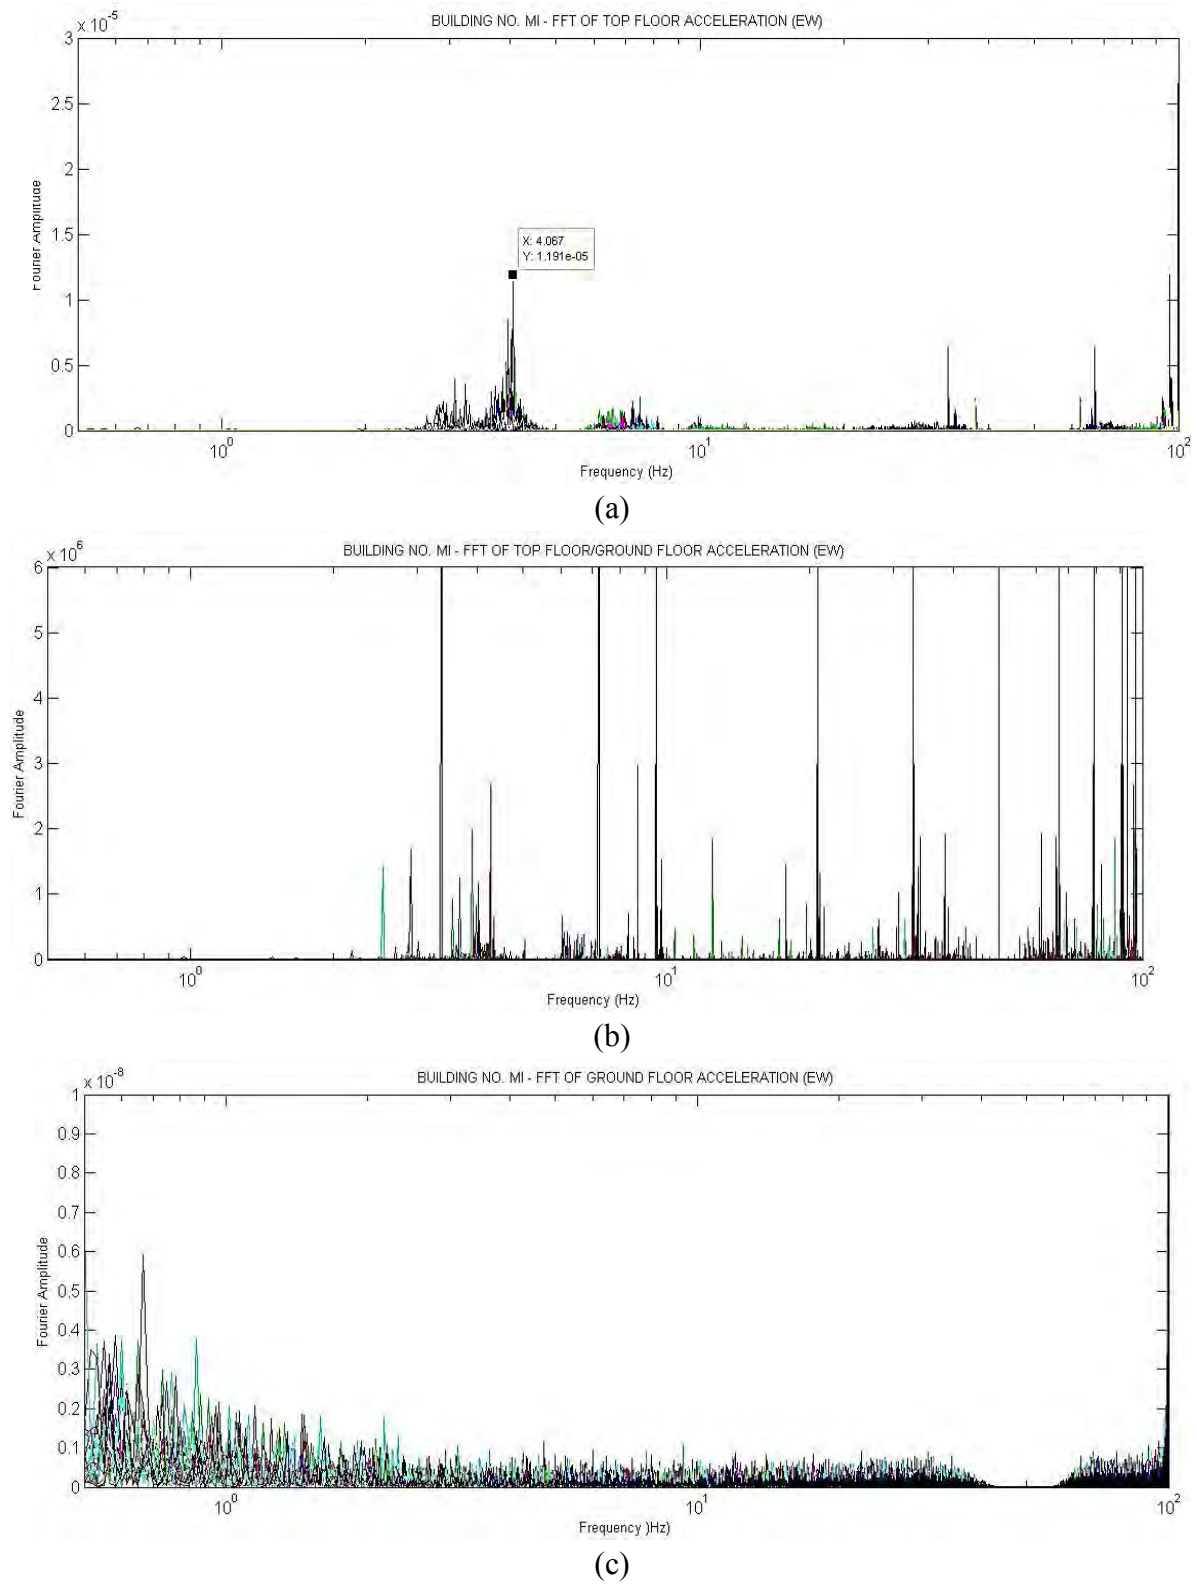 BUILDING NO. MI - FFT OF TOP FLOOR ACCELERATION (EW)
x 10^-5
3
2.5
2
1.5
1
0.5
0
Fourier Amplitude
X: 4.067
Y: 1.191e-05
10^0
10^1
10^2
Frequency (Hz)
(a)
BUILDING NO. MI - FFT OF TOP FLOOR/GROUND FLOOR ACCELERATION (EW)
x 10^6
6
5
4
3
2
1
0
Fourier Amplitude
10^0
10^1
10^2
Frequency (Hz)
(b)
BUILDING NO. MI - FFT OF GROUND FLOOR ACCELERATION (EW)
x 10^-8
1
0.9
0.8
0.7
0.6
0.5
0.4
0.3
0.2
0.1
0
Fourier Amplitude
10^0
10^1
10^2
Frequency )Hz)
(c)